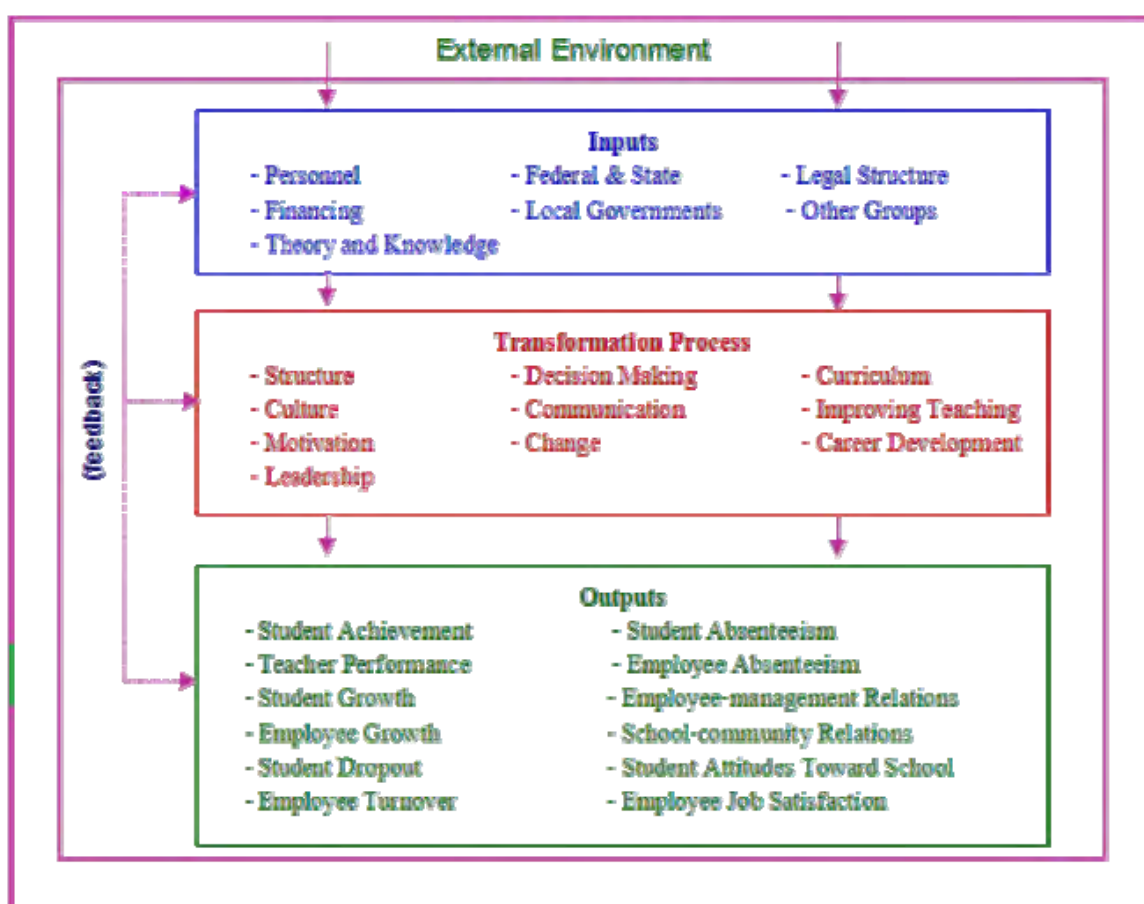 External Environment
Inputs
- Personnel
- Federal & State
- Legal Structure
- Financing
- Local Governments
- Other Groups
- Theory and Knowledge
(feedback)
Transformation Process
- Structure
- Decision Making
- Curriculum
- Culture
- Communication
- Improving Teaching
- Motivation
- Change
- Career Development
- Leadership
Outputs
- Student Achievement
- Student Absenteeism
- Teacher Performance
- Employee Absenteeism
- Student Growth
- Employee-management Relations
- Employee Growth
- School-community Relations
- Student Dropout
- Student Attitudes Toward School
- Employee Turnover
- Employee Job Satisfaction